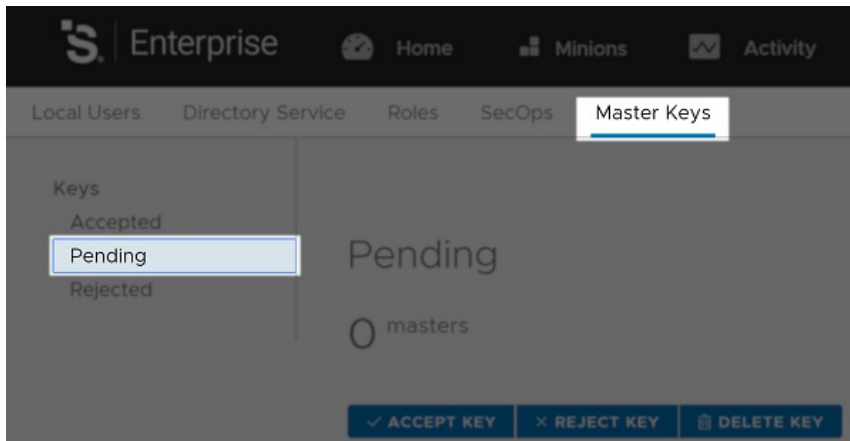 S. Enterprise Home Minions Activity
Local Users Directory Service Roles SecOps Master Keys
Keys
Accepted
Pending
Rejected
Pending
0 masters
ACCEPT KEY REJECT KEY DELETE KEY